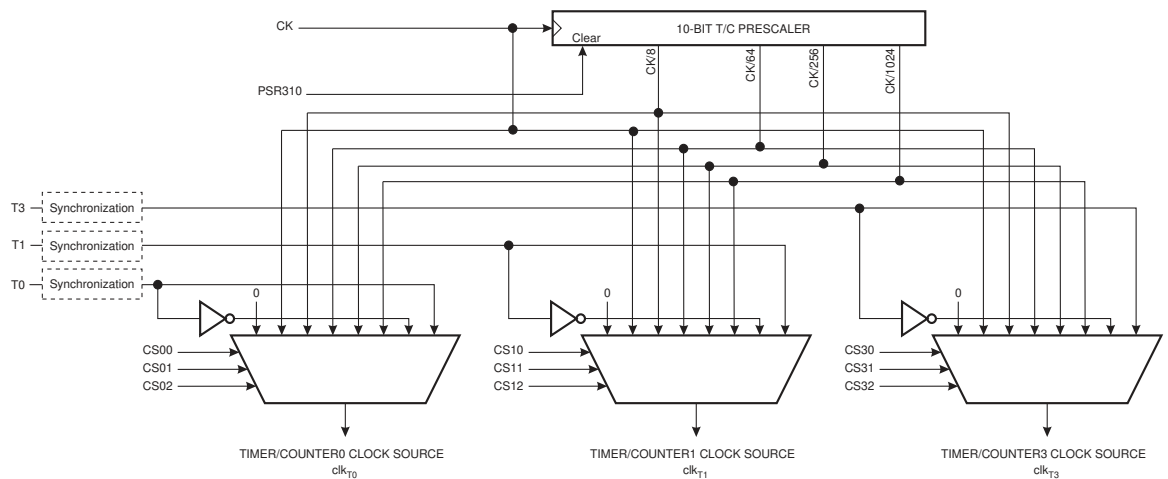 CK
10-BIT T/C PRESCALER
Clear
CK/8
CK/64
CK/256
CK/1024
PSR310
T3
Synchronization
T1
Synchronization
T0
Synchronization
0
0
0
CS00
CS01
CS02
CS10
CS11
CS12
CS30
CS31
CS32
TIMER/COUNTER0 CLOCK SOURCE
clkT0
TIMER/COUNTER1 CLOCK SOURCE
clkT1
TIMER/COUNTER3 CLOCK SOURCE
clkT3